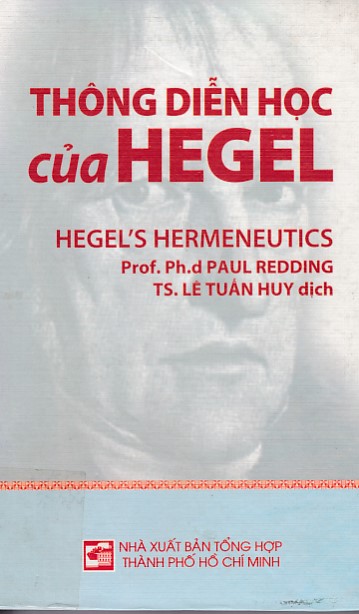 THÔNG DIỄN HỌC
của HEGEL
HEGEL'S HERMENEUTICS
Prof. Ph.d PAUL REDDING
TS. LÊ TUẤN HUY dịch
NHÀ XUẤT BẢN TỔNG HỢP
THÀNH PHỐ HỒ CHÍ MINH